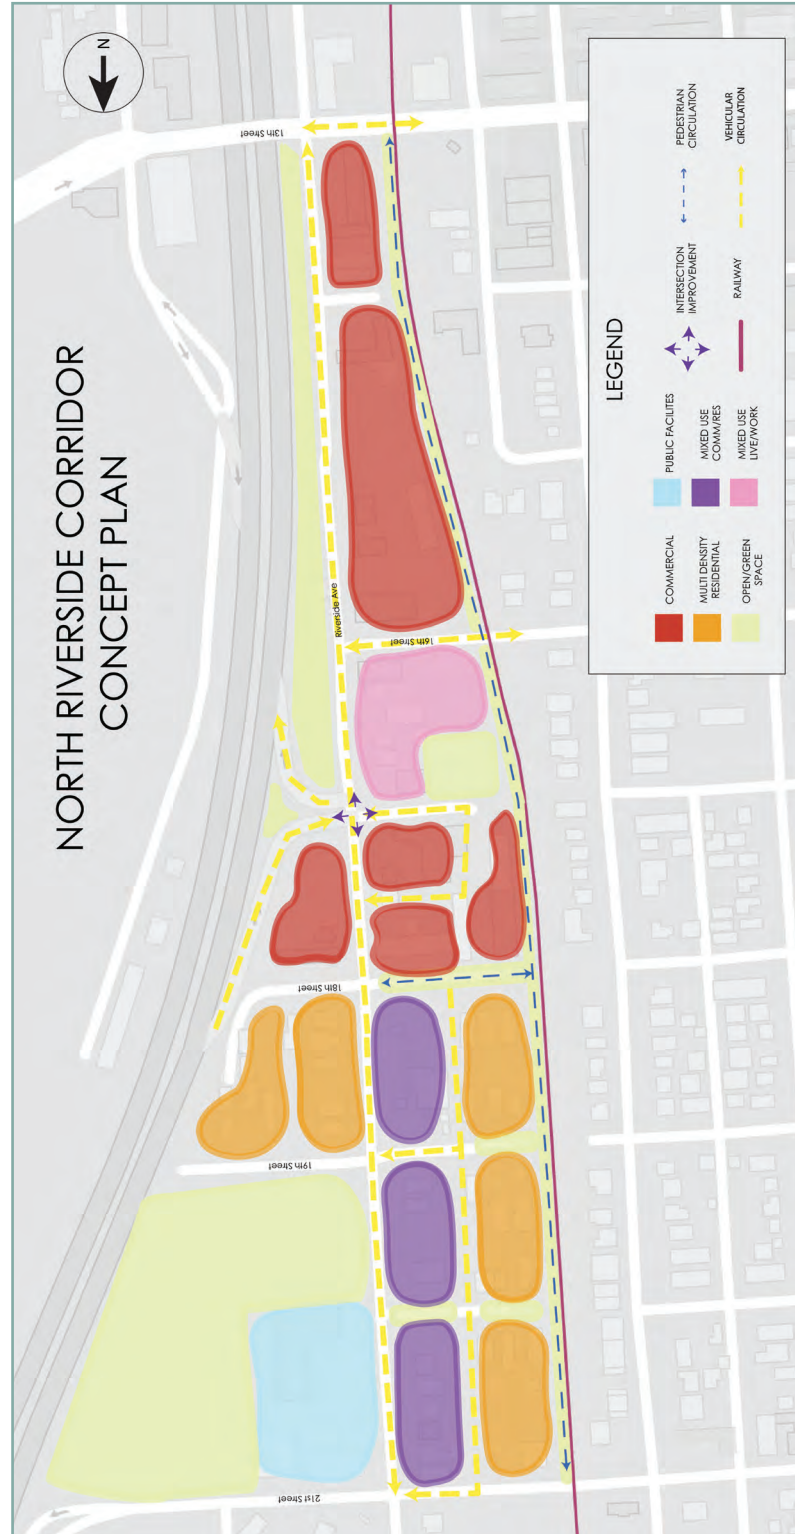 NORTH RIVERSIDE CORRIDOR
CONCEPT PLAN
N
13th Street
Riverside Ave
16th Street
18th Street
19th Street
21st Street
LEGEND
COMMERCIAL
MULTI DENSITY
RESIDENTIAL
OPEN/GREEN
SPACE
PUBLIC FACILITES
MIXED USE
COMM/RES
MIXED USE
LIVE/WORK
INTERSECTION
IMPROVEMENT
RAILWAY
PEDESTRIAN
CIRCULATION
VEHICULAR
CIRCULATION